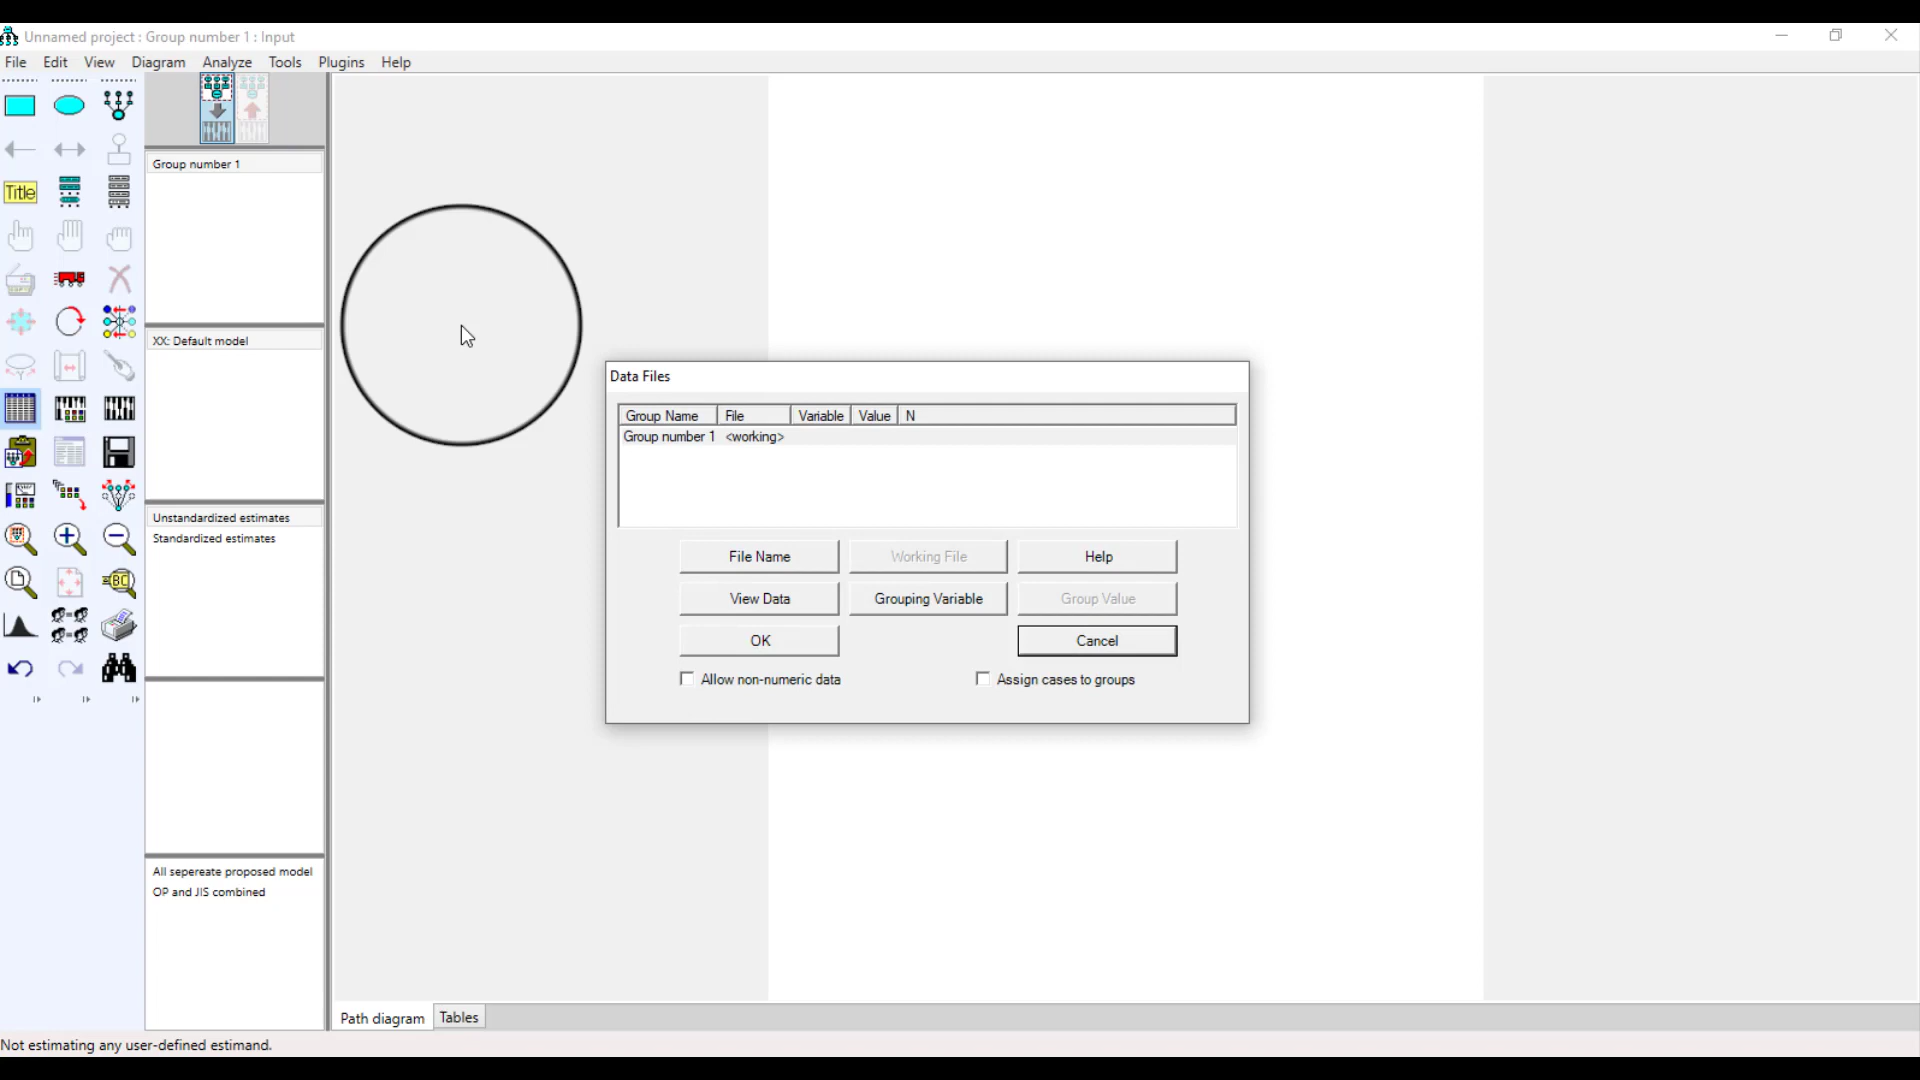 Unnamed project : Group number 1 : Input
File Edit View Diagram Analyze Tools Plugins Help
Title
Group number 1
XX: Default model
Unstandardized estimates
Standardized estimates
All sepereate proposed model
OP and JIS combined
Data Files
Group Name File Variable Value N
Group number 1 <working>
File Name Working File Help
View Data Grouping Variable Group Value
OK Cancel
Allow non-numeric data Assign cases to groups
Path diagram Tables
Not estimating any user-defined estimand.